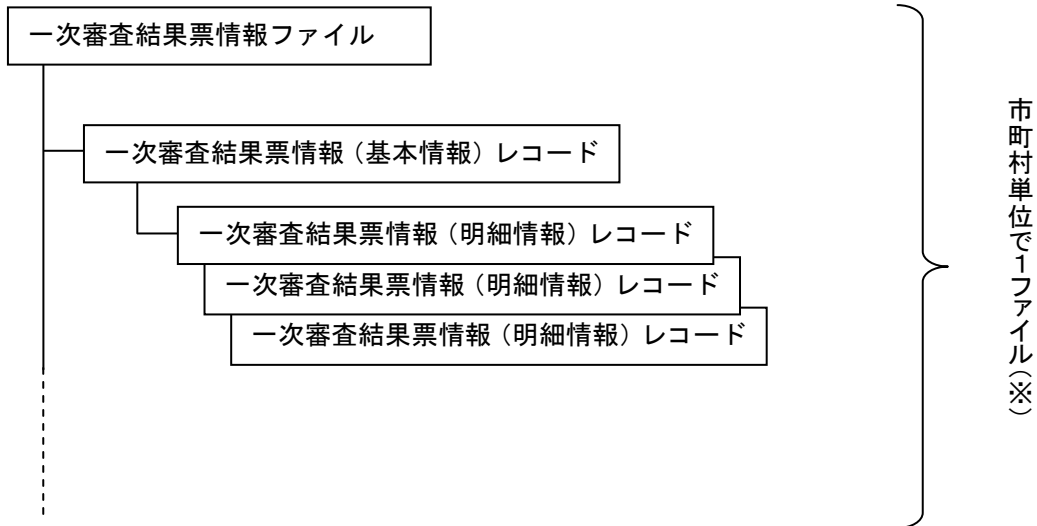 一次審査結果票情報ファイル
一次審査結果票情報（基本情報）レコード
一次審査結果票情報（明細情報）レコード
一次審査結果票情報（明細情報）レコード
一次審査結果票情報（明細情報）レコード
市町村単位で1ファイル（※）